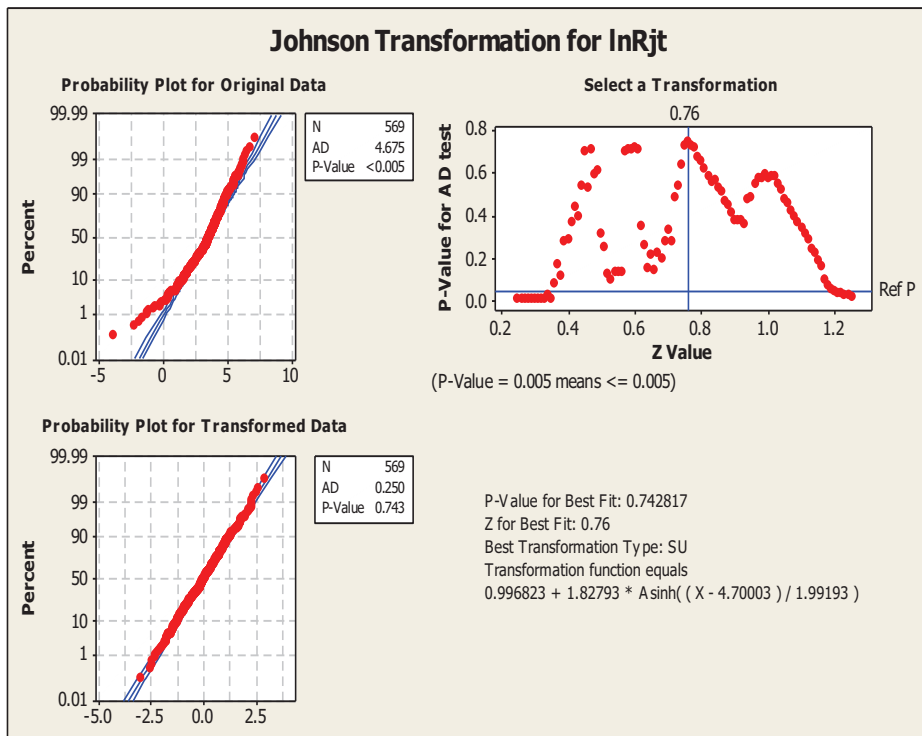 Johnson Transformation for lnRjt
Probability Plot for Original Data
99.99
99
90
50
10
1
0.01
Percent
-5
0
5
10
N 569
AD 4.675
P-Value <0.005
Select a Transformation
0.76
0.8
0.6
0.4
0.2
0.0
P-Value for AD test
Ref P
0.2
0.4
0.6
0.8
1.0
1.2
Z Value
(P-Value = 0.005 means <= 0.005)
Probability Plot for Transformed Data
99.99
99
90
50
10
1
0.01
Percent
-5.0
-2.5
0.0
2.5
N 569
AD 0.250
P-Value 0.743
P-Value for Best Fit: 0.742817
Z for Best Fit: 0.76
Best Transformation Type: SU
Transformation function equals
0.996823 + 1.82793 * Asinh( ( X - 4.70003 ) / 1.99193 )